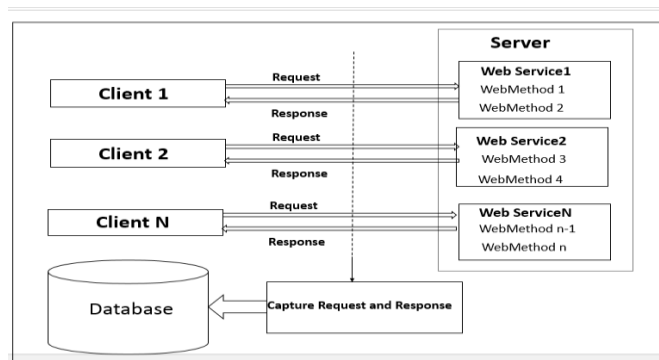 Server
Request
Web Service1
Client 1
WebMethod 1
WebMethod 2
Response
Request
Web Service2
Client 2
WebMethod 3
Response
WebMethod 4
Request
Web ServiceN
Client N
WebMethod n-1
Response
WebMethod n
Database
Capture Request and Response